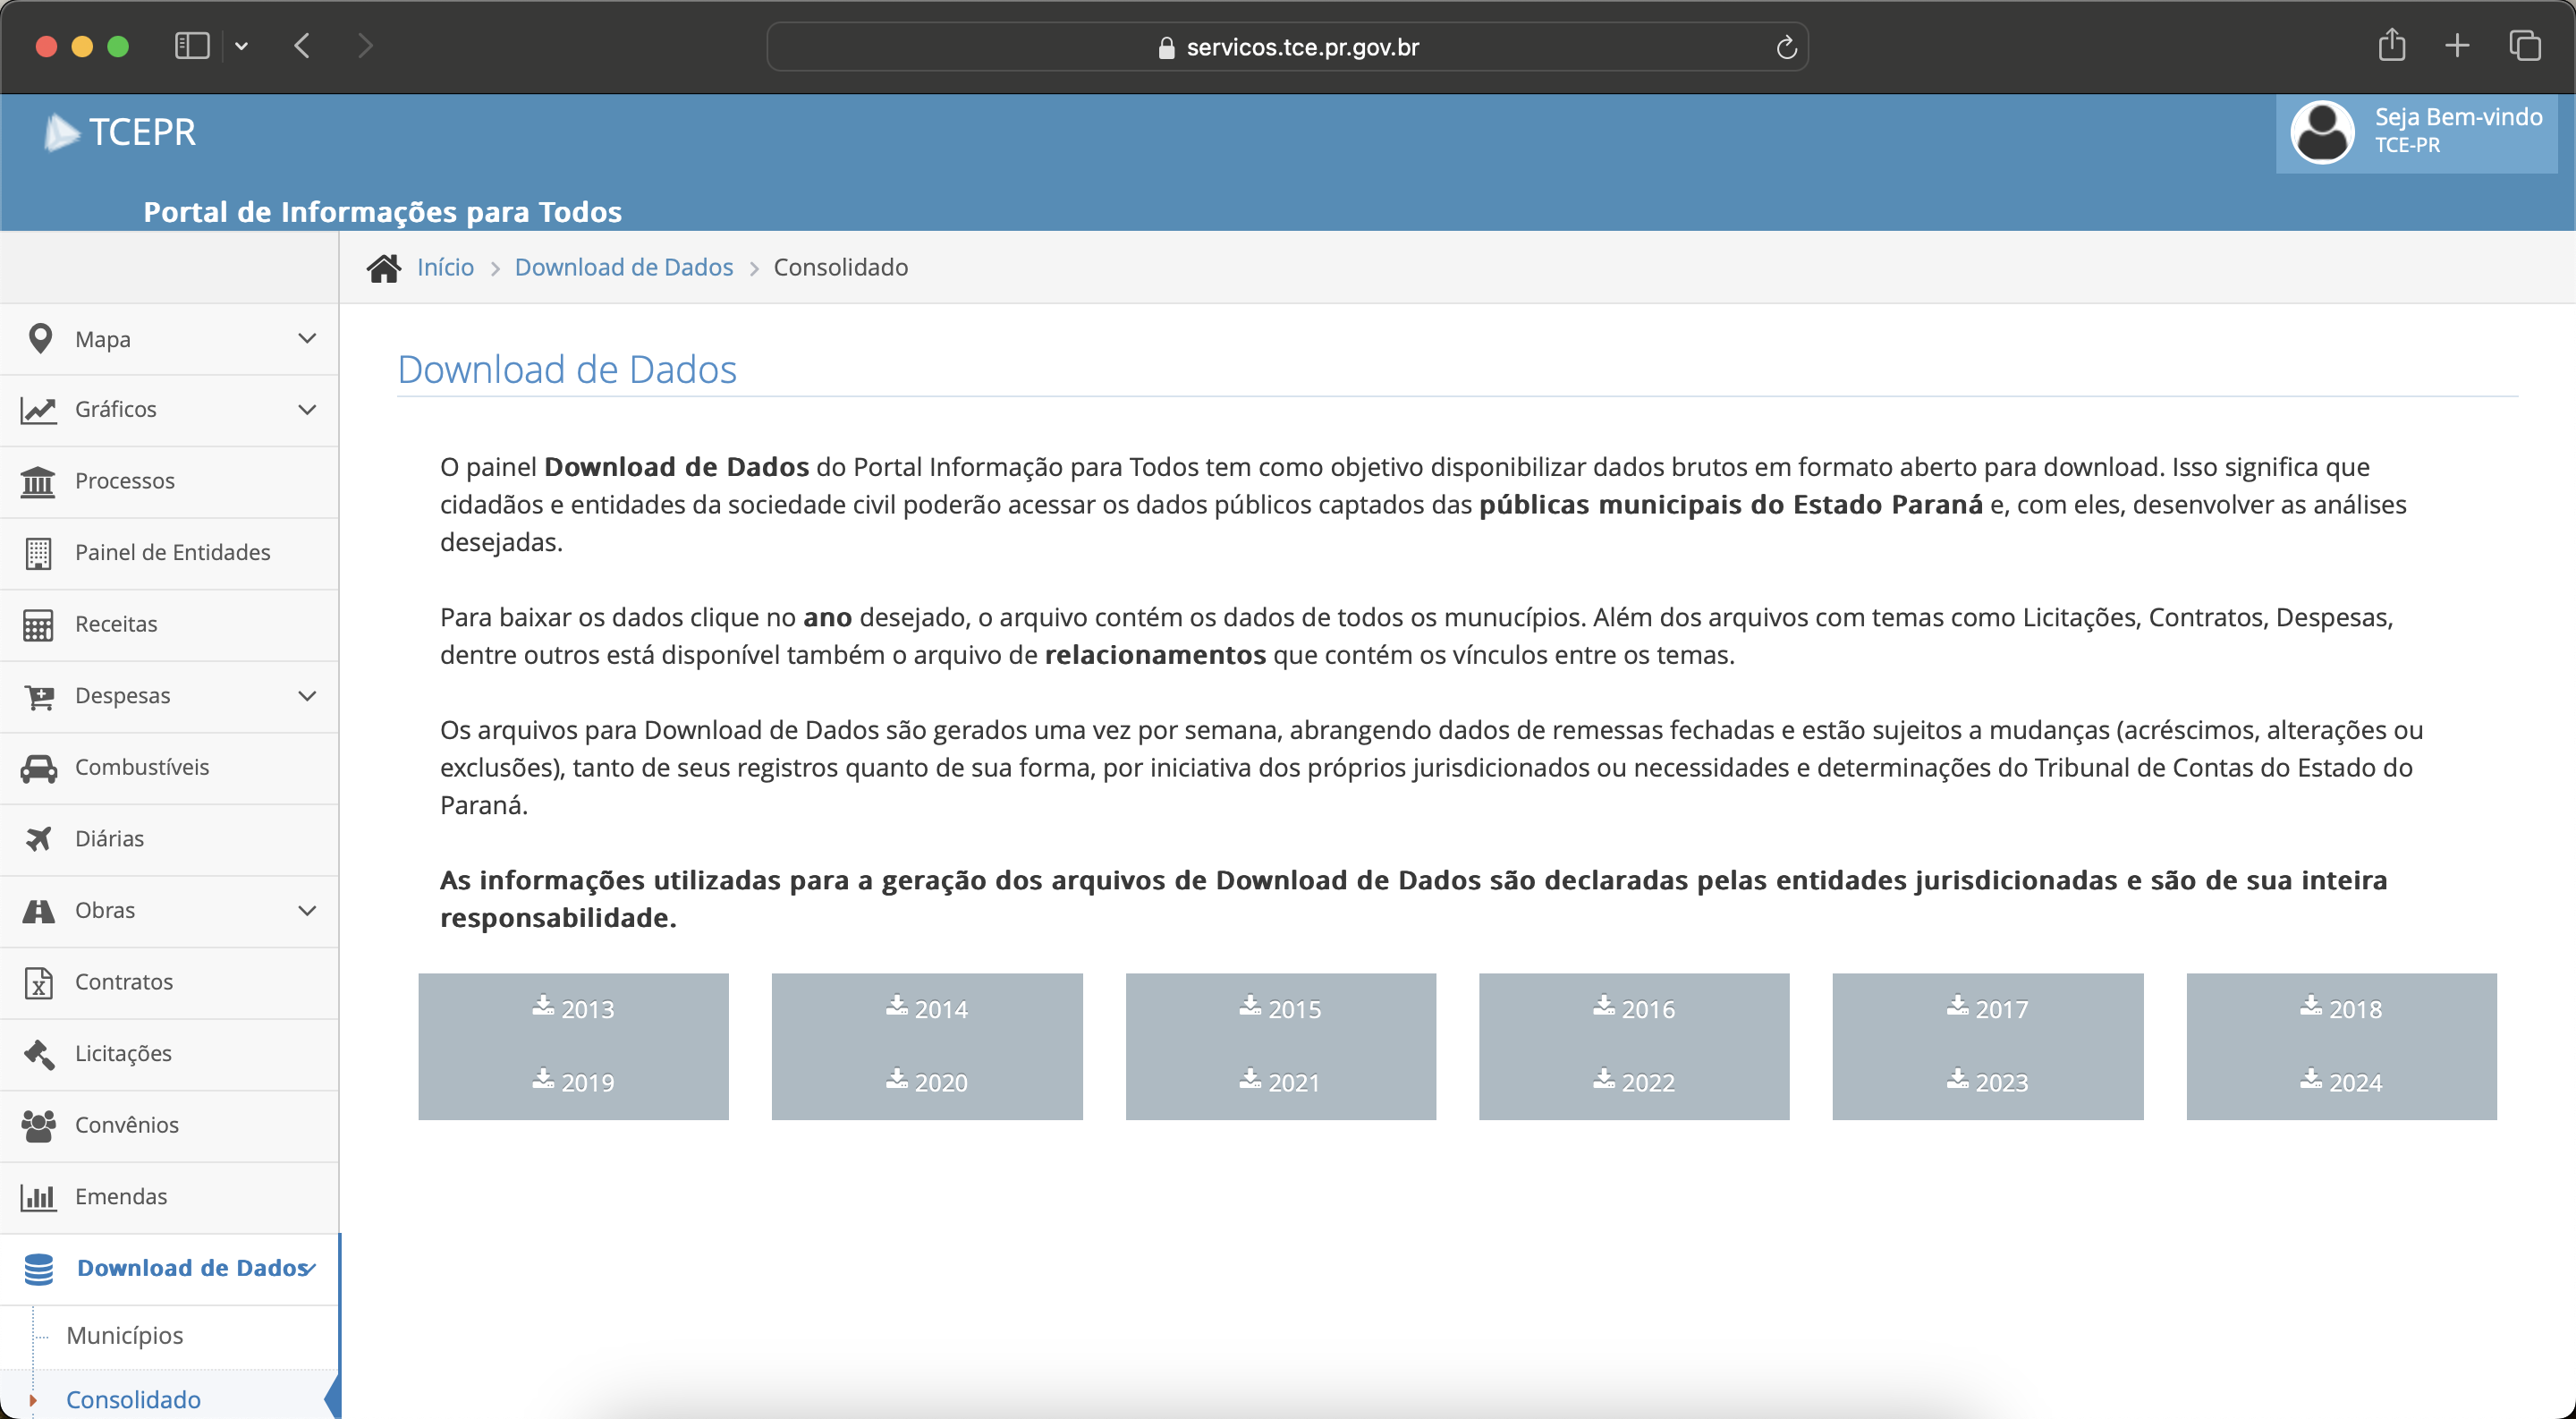 servicos.tce.pr.gov.br
TCEPR
Seja Bem-vindo
TCE-PR
Portal de Informações para Todos
Início
Download de Dados
Consolidado
Mapa
Gráficos
Processos
Painel de Entidades
Receitas
Despesas
Combustíveis
Diárias
Obras
Contratos
Licitações
Convênios
Emendas
Download de Dados
Municípios
Consolidado
Download de Dados
O painel Download de Dados do Portal Informação para Todos tem como objetivo disponibilizar dados brutos em formato aberto para download. Isso significa que
cidadãos e entidades da sociedade civil poderão acessar os dados públicos captados das públicas municipais do Estado Paraná e, com eles, desenvolver as análises
desejadas.
Para baixar os dados clique no ano desejado, o arquivo contém os dados de todos os munucípios. Além dos arquivos com temas como Licitações, Contratos, Despesas,
dentre outros está disponível também o arquivo de relacionamentos que contém os vínculos entre os temas.
Os arquivos para Download de Dados são gerados uma vez por semana, abrangendo dados de remessas fechadas e estão sujeitos a mudanças (acréscimos, alterações ou
exclusões), tanto de seus registros quanto de sua forma, por iniciativa dos próprios jurisdicionados ou necessidades e determinações do Tribunal de Contas do Estado do
Paraná.
As informações utilizadas para a geração dos arquivos de Download de Dados são declaradas pelas entidades jurisdicionadas e são de sua inteira
responsabilidade.
2013
2014
2015
2016
2017
2018
2019
2020
2021
2022
2023
2024